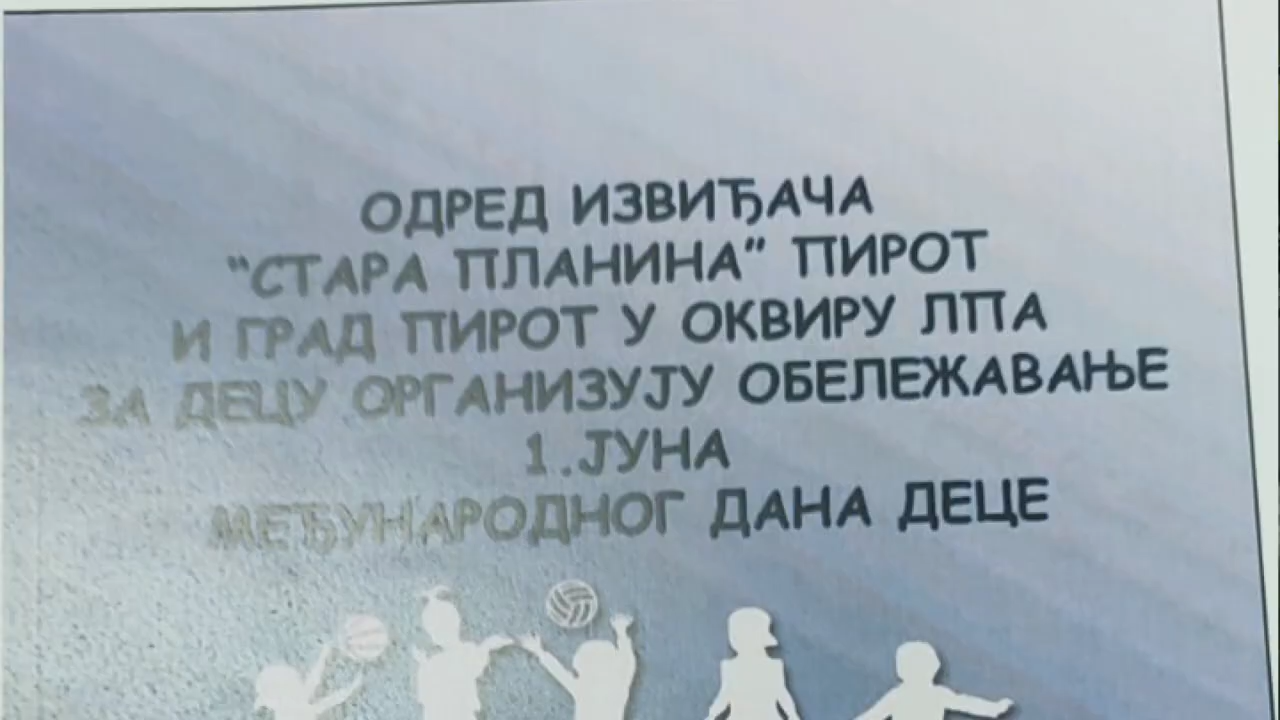 ОДРЕД ИЗВИЂАЧА
"СТАРА ПЛАНИНА" ПИРОТ
И ГРАД ПИРОТ У ОКВИРУ ЛПА
ЗА ДЕЦУ ОРГАНИЗУЈУ ОБЕЛЕЖАВАЊЕ
1.ЈУНА
МЕЂУНАРОДНОГ ДАНА ДЕЦЕ